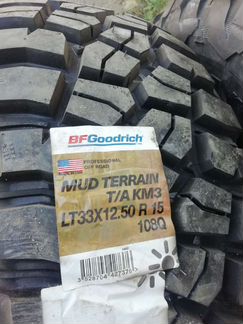 BFGoodrich
PROFESSIONAL
OFF ROAD
MUD TERRAIN
T/A KM3
LT33X12.50 R 15
108Q